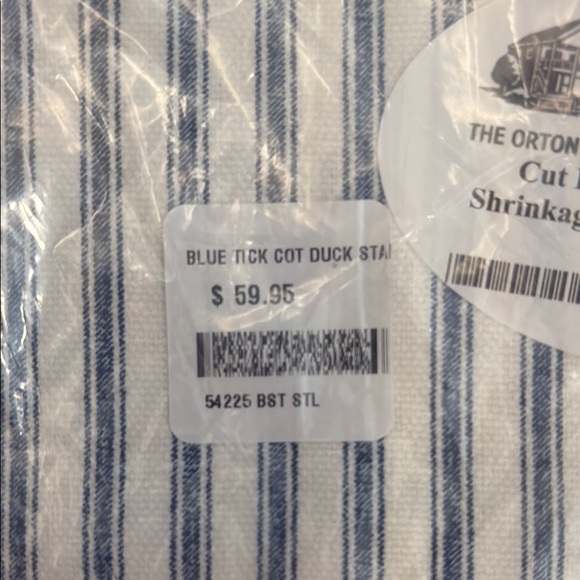 THE ORTON
Cut
Shrinkag
BLUE TICK COT DUCK STA
$ 59.95
54225 BST STL